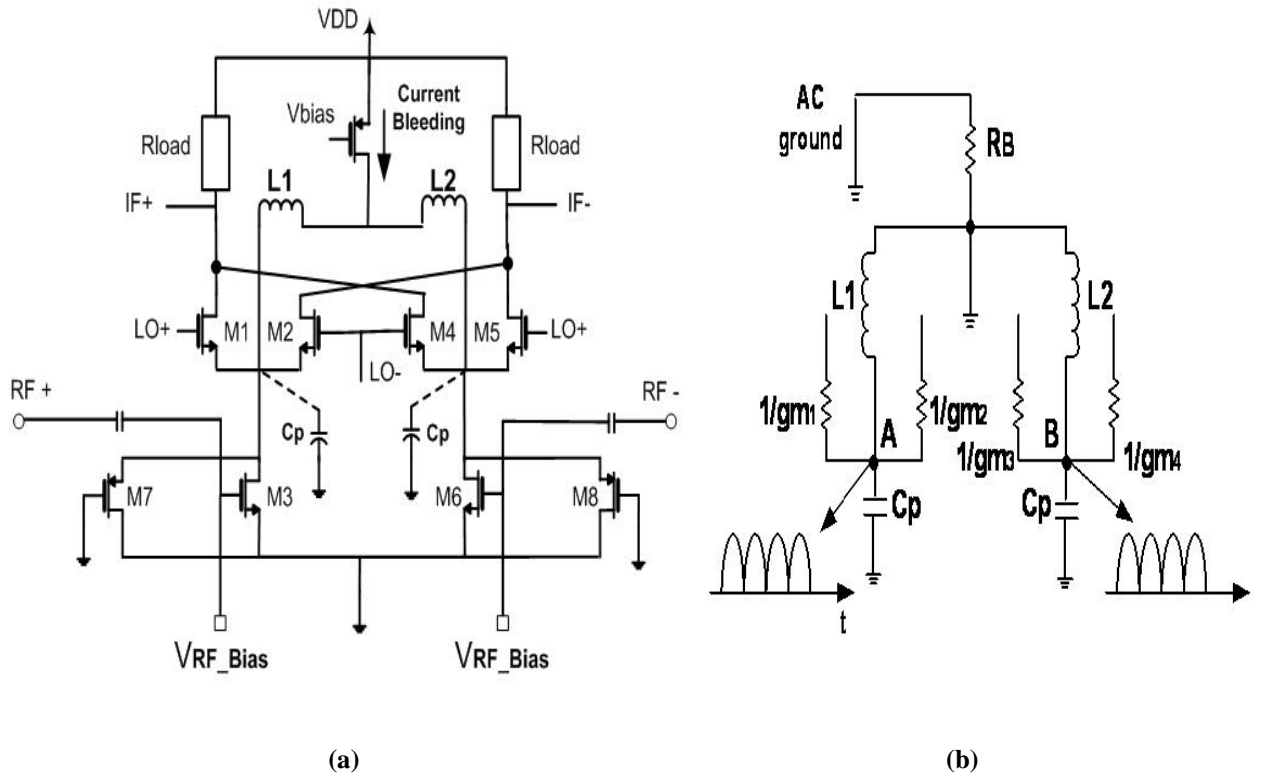 VDD
Vbias
Current
Bleeding
Rload
Rload
L1
L2
IF+
IF-
LO+
M1
M2
M4
M5
LO+
LO-
RF +
RF -
Cp
Cp
M7
M3
M6
M8
VRF_Bias
VRF_Bias
(a)
AC
ground
RB
L1
L2
1/gm1
1/gm2
1/gm3
1/gm4
A
B
Cp
Cp
t
(b)